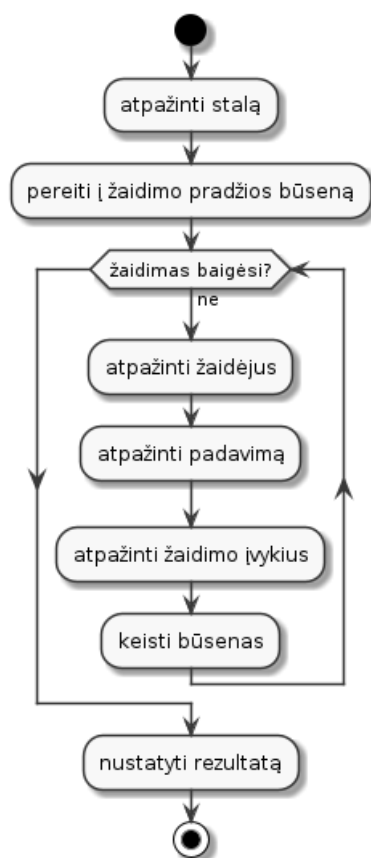 atpažinti stalą
pereiti į žaidimo pradžios būseną
žaidimas baigėsi?
ne
atpažinti žaidėjus
atpažinti padavimą
atpažinti žaidimo įvykius
keisti būsenas
nustatyti rezultatą